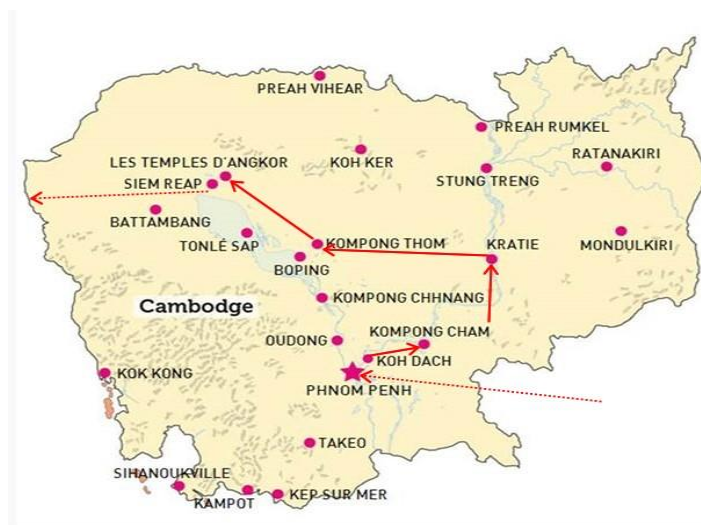 PREAH VIHEAR
PREAH RUMKEL
LES TEMPLES D'ANGKOR
KOH KER
RATANAKIRI
SIEM REAP
STUNG TRENG
BATTAMBANG
TONLÉ SAP
KOMPONG THOM
KRATIE
MONDULKIRI
BOPING
Cambodge
KOMPONG CHHNANG
OUDONG
KOMPONG CHAM
KOH DACH
KOK KONG
PHNOM PENH
TAKEO
SIHANOUKVILLE
KAMPOT
KEP SUR MER